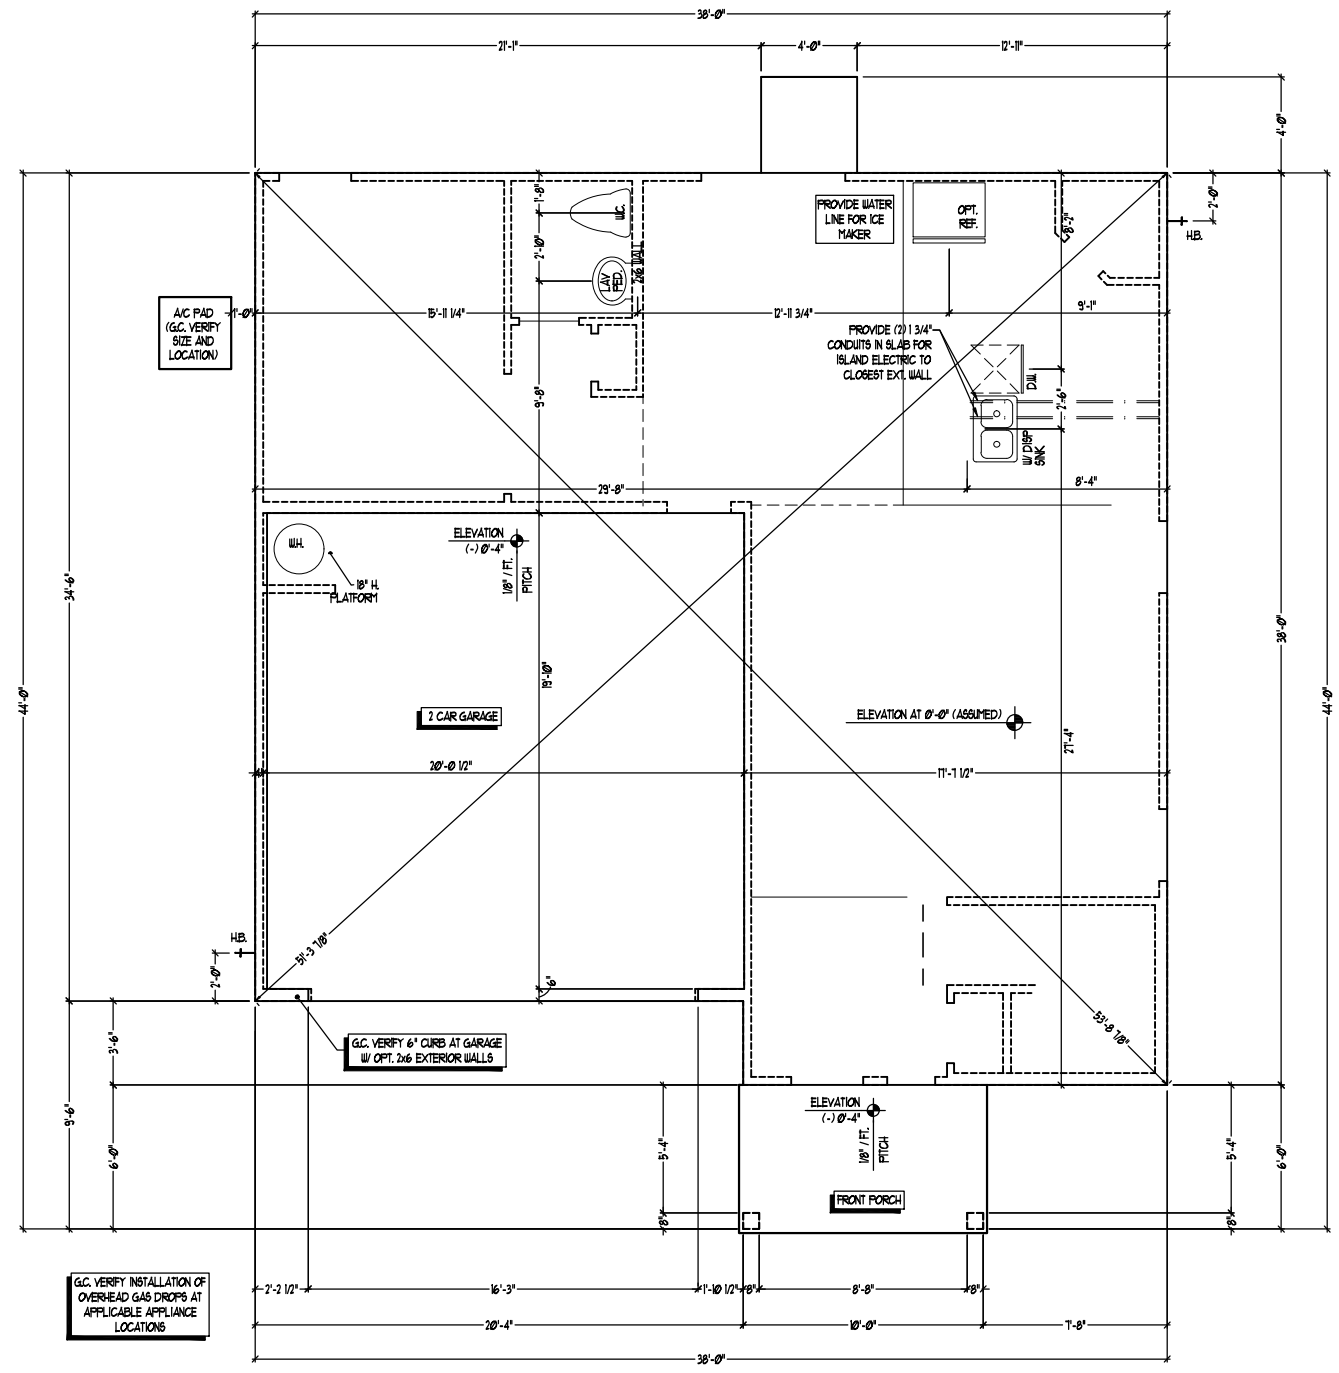 38'-0"
21'-1"
4'-0"
12'-11"
4'-0"
1'-8"
W.C.
PROVIDE WATER
LINE FOR ICE
MAKER
OPT.
REF.
8'-2"
2'-0"
H.B.
2'-10"
LAV
PED.
2x6 WALL
A/C PAD
(G.C. VERIFY
SIZE AND
LOCATION)
1'-0"
15'-11 1/4"
12'-11 3/4"
9'-1"
PROVIDE (2) 1 3/4"
CONDUITS IN SLAB FOR
ISLAND ELECTRIC TO
CLOSEST EXT. WALL
D.W.
2'-6"
9'-8"
W/ DISP
SINK
29'-8"
8'-4"
W.H.
ELEVATION
(-) 0'-4"
1/8" / FT.
PITCH
18" H.
PLATFORM
34'-6"
38'-0"
44'-0"
44'-0"
19'-10"
2 CAR GARAGE
ELEVATION AT 0'-0" (ASSUMED)
27'-4"
4"
20'-0 1/2"
17'-7 1/2"
H.B.
51'-3 7/8"
2'-0"
6"
53'-8 7/8"
3'-6"
G.C. VERIFY 6" CURB AT GARAGE
W/ OPT. 2x6 EXTERIOR WALLS
9'-6"
6'-0"
5'-4"
8"
ELEVATION
(-) 0'-4"
1/8" / FT.
PITCH
FRONT PORCH
5'-4"
8"
6'-0"
G.C. VERIFY INSTALLATION OF
OVERHEAD GAS DROPS AT
APPLICABLE APPLIANCE
LOCATIONS
2'-2 1/2"
16'-3"
1'-10 1/2"
8"
8'-8"
8"
20'-4"
10'-0"
7'-8"
38'-0"